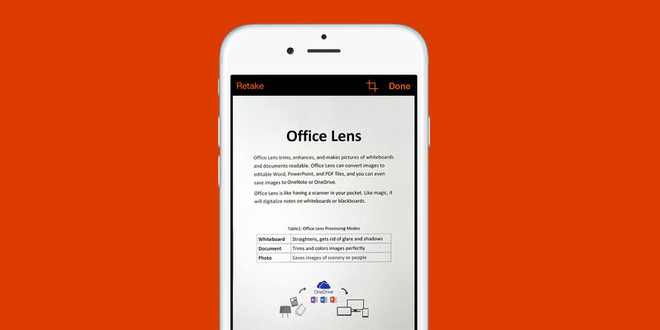 Retake Done
Office Lens
Office Lens trims, enhances, and makes pictures of whiteboards
and documents readable. Office Lens can convert images to
editable Word, PowerPoint, and PDF files, and you can even
save images to OneNote or OneDrive.
Office Lens is like having a scanner in your pocket. Like magic, it
will digitalize notes on whiteboards or blackboards.
Table1: Office Lens Processing Modes
Whiteboard Straightens, gets rid of glare and shadows
Document Trims and colors images perfectly
Photo Saves images of scenery or people
OneDrive